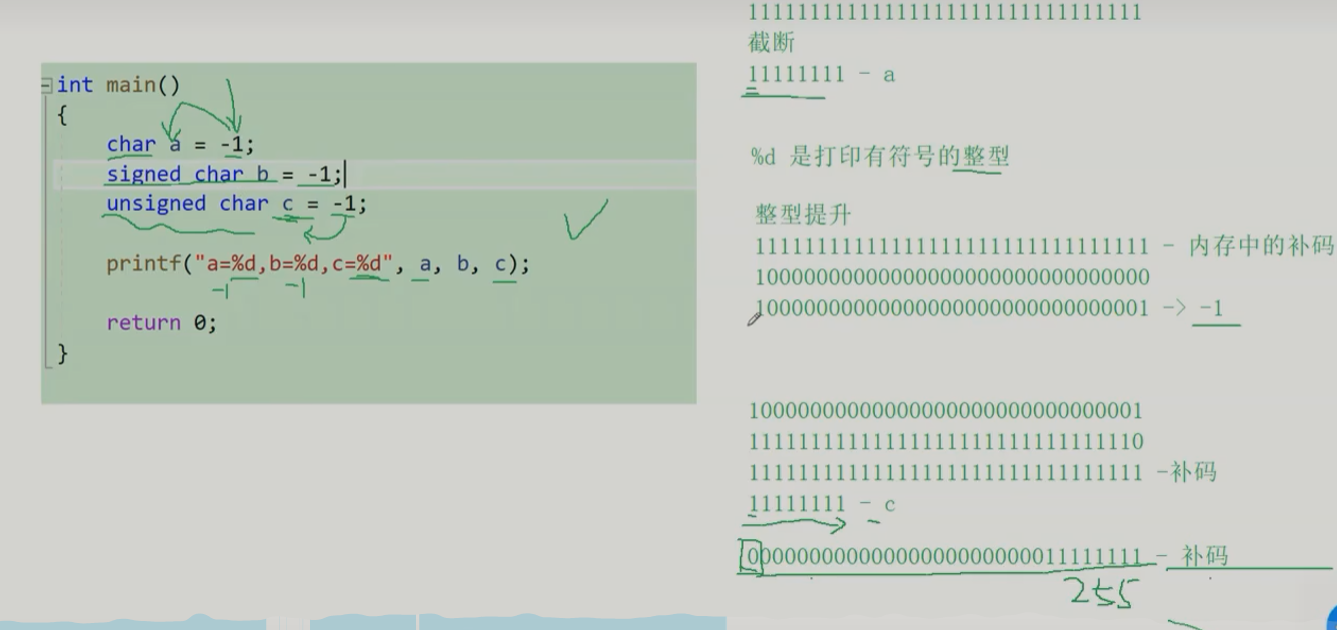 int main()
{
char a = -1;
signed char b = -1;
unsigned char c = -1;
printf("a=%d,b=%d,c=%d", a, b, c);
-1 -1
return 0;
}
11111111111111111111111111111111
截断
11111111 - a
%d 是打印有符号的整型
整型提升
11111111111111111111111111111111 - 内存中的补码
10000000000000000000000000000000
10000000000000000000000000000001 -> -1
10000000000000000000000000000001
11111111111111111111111111111110
11111111111111111111111111111111 -补码
11111111 - c
00000000000000000000000011111111 - 补码
255